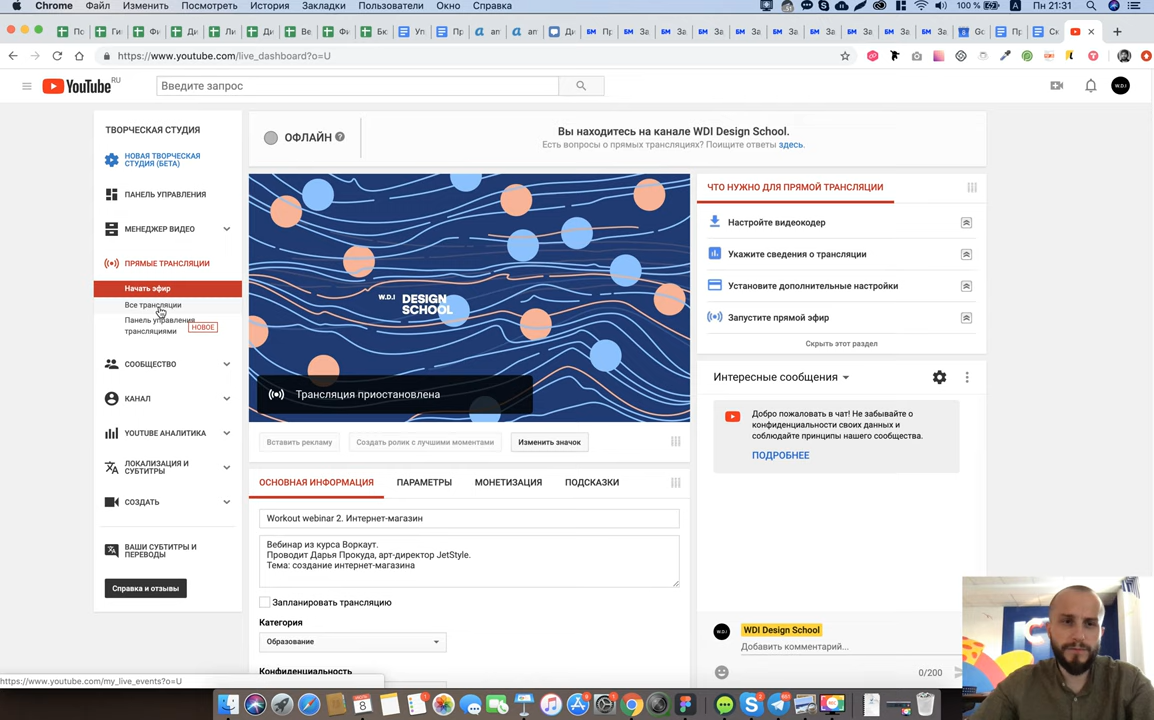 Chrome Файл Изменить Посмотреть История Закладки Пользователи Окно Справка 100 % Пн 21:31
https://www.youtube.com/live_dashboard?o=U
YouTube RU
Введите запрос
ТВОРЧЕСКАЯ СТУДИЯ
НОВАЯ ТВОРЧЕСКАЯ
СТУДИЯ (БЕТА)
ПАНЕЛЬ УПРАВЛЕНИЯ
МЕНЕДЖЕР ВИДЕО
ПРЯМЫЕ ТРАНСЛЯЦИИ
Начать эфир
Все трансляции
Панель управления
трансляциями
НОВОЕ
СООБЩЕСТВО
КАНАЛ
YOUTUBE АНАЛИТИКА
ЛОКАЛИЗАЦИЯ И
СУБТИТРЫ
СОЗДАТЬ
ВАШИ СУБТИТРЫ И
ПЕРЕВОДЫ
Справка и отзывы
ОФЛАЙН
Вы находитесь на канале WDI Design School.
Есть вопросы о прямых трансляциях? Поищите ответы здесь.
W.D.I DESIGN
SCHOOL
Трансляция приостановлена
Вставить рекламу
Создать ролик с лучшими моментами
Изменить значок
ОСНОВНАЯ ИНФОРМАЦИЯ
ПАРАМЕТРЫ
МОНЕТИЗАЦИЯ
ПОДСКАЗКИ
Workout webinar 2. Интернет-магазин
Вебинар из курса Воркаут.
Проводит Дарья Прокуда, арт-директор JetStyle.
Тема: создание интернет-магазина
Запланировать трансляцию
Категория
Образование
Конфиденциальность
ЧТО НУЖНО ДЛЯ ПРЯМОЙ ТРАНСЛЯЦИИ
Настройте видеокодер
Укажите сведения о трансляции
Установите дополнительные настройки
Запустите прямой эфир
Скрыть этот раздел
Интересные сообщения
Добро пожаловать в чат! Не забывайте о
конфиденциальности своих данных и
соблюдайте принципы нашего сообщества.
ПОДРОБНЕЕ
WDI Design School
Добавить комментарий...
0/200
https://www.youtube.com/my_live_events?o=U